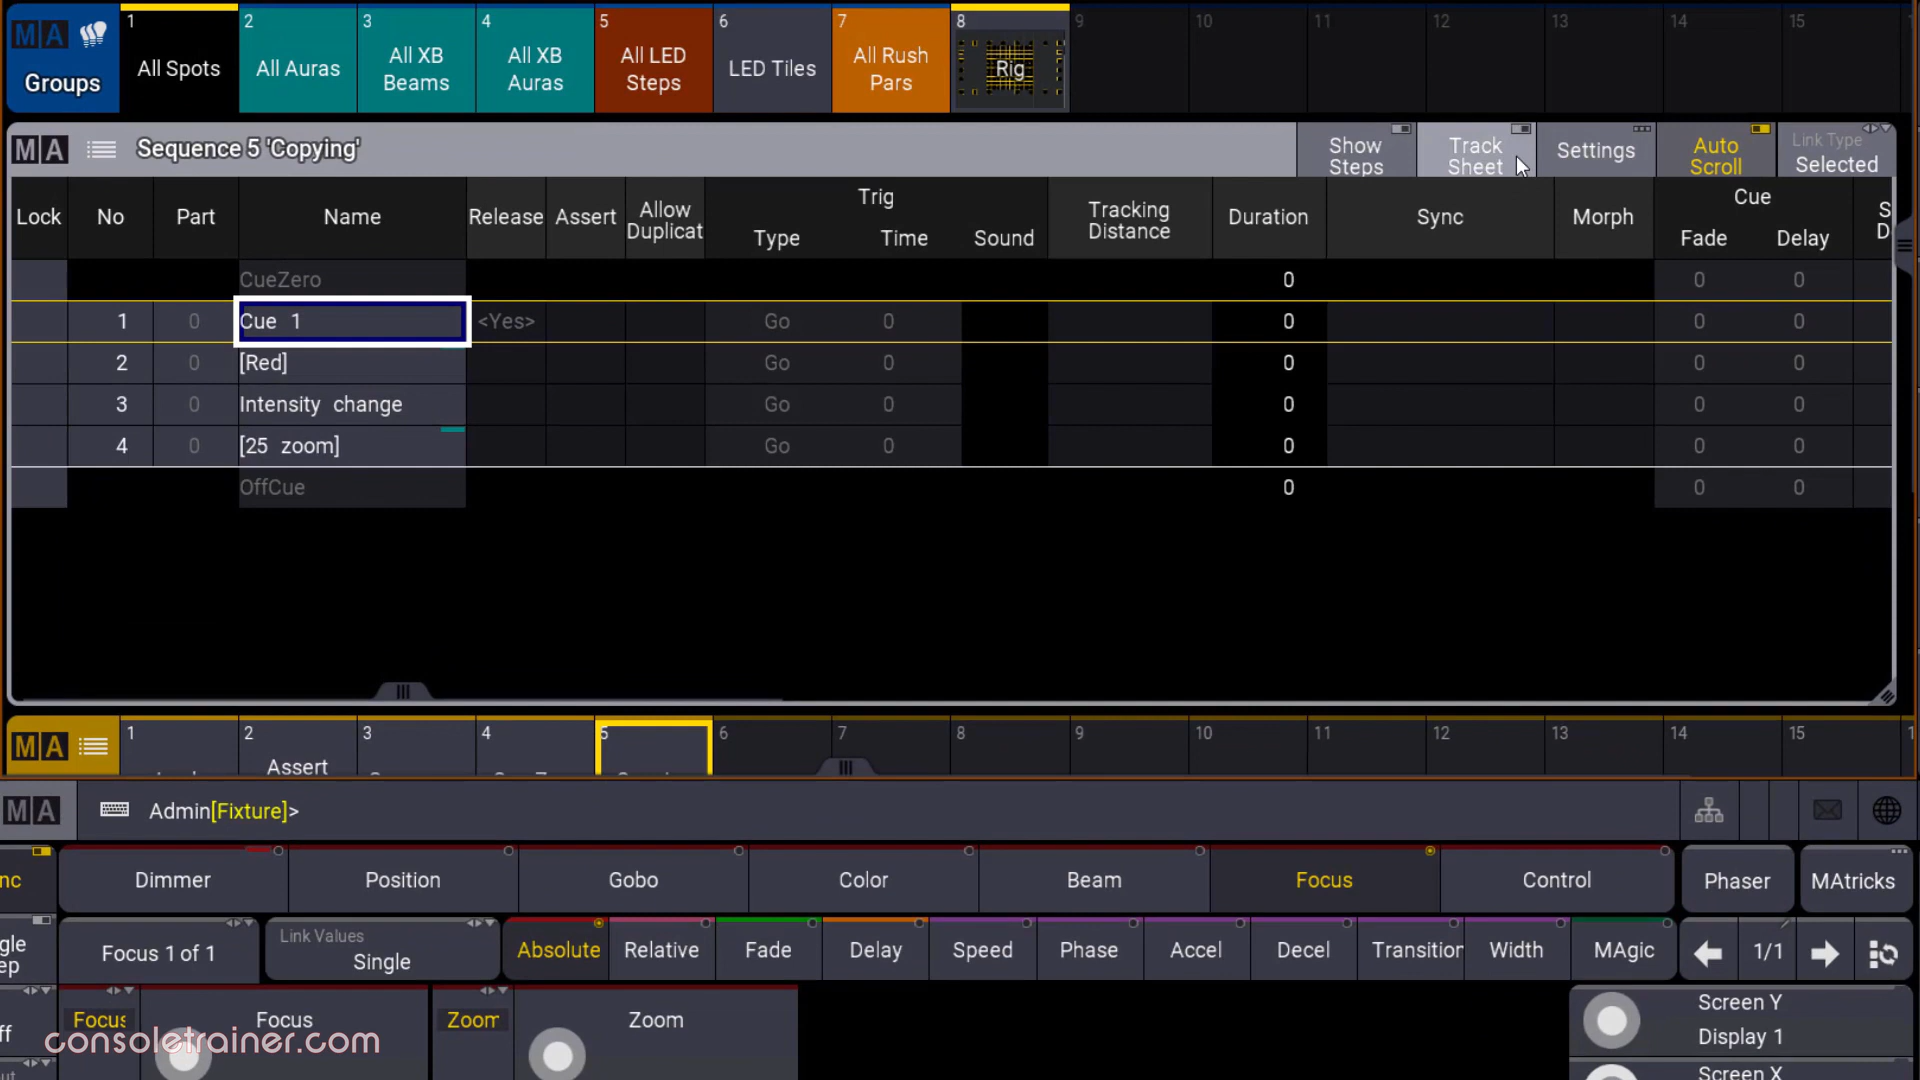 MA
Groups
1
All Spots
2
All Auras
3
All XB
Beams
4
All XB
Auras
5
All LED
Steps
6
LED Tiles
7
All Rush
Pars
8
Rig
9
10
11
12
13
14
15
1
MA
Sequence 5 'Copying'
Show
Steps
Track
Sheet
Settings
Auto
Scroll
Link Type
Selected
Lock
No
Part
Name
Release
Assert
Allow
Duplicat
Trig
Type
Time
Sound
Tracking
Distance
Duration
Sync
Morph
Cue
Fade
Delay
S
D
CueZero 0 0 0
1 0 Cue 1 <Yes> Go 0 0 0 0
2 0 [Red] Go 0 0 0 0
3 0 Intensity change Go 0 0 0 0
4 0 [25 zoom] Go 0 0 0 0
OffCue 0 0 0
MA
1
2
Assert
3
4
5
6
7
8
9
10
11
12
13
14
15
1
MA
Admin[Fixture]>
nc
Dimmer
Position
Gobo
Color
Beam
Focus
Control
Phaser
MAtricks
gle
ep
Focus 1 of 1
Link Values
Single
Absolute
Relative
Fade
Delay
Speed
Phase
Accel
Decel
Transition
Width
MAgic
1/1
ff
Focus
Focus
Zoom
Zoom
Screen Y
Display 1
Screen X
consoletrainer.com